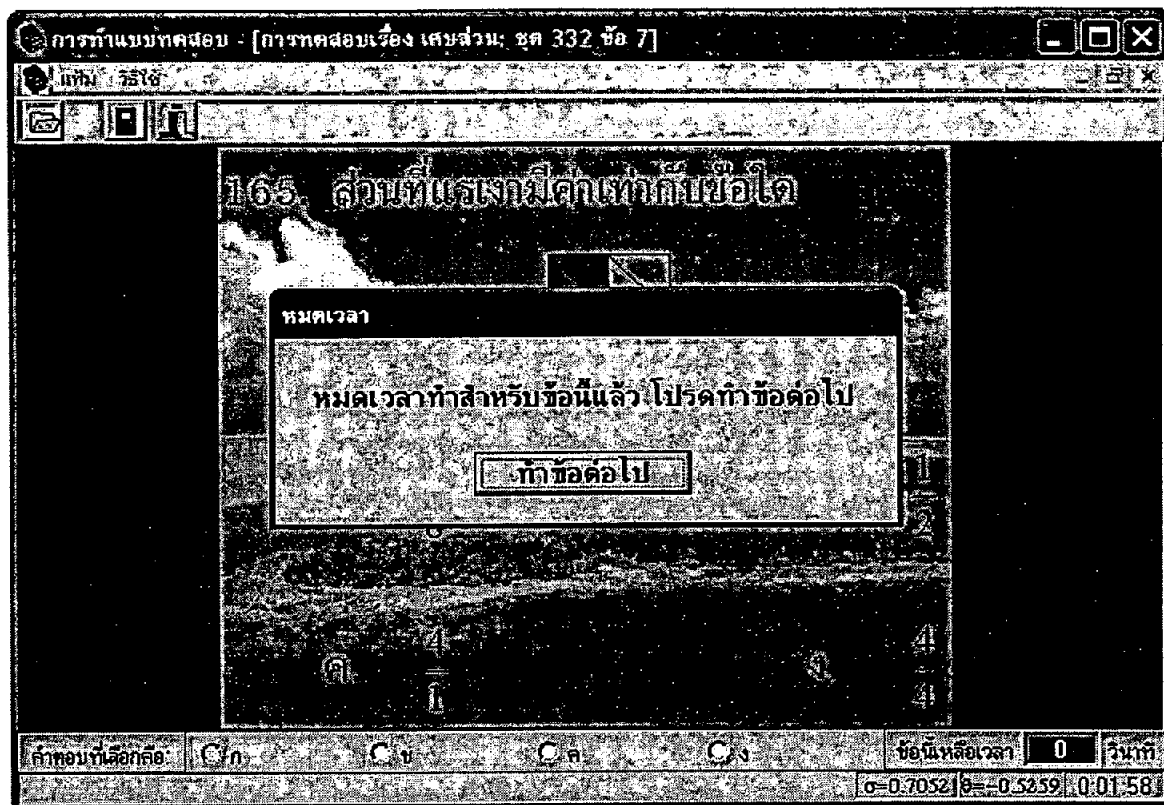 การทำแบบทดสอบ - [การทดสอบเรื่อง เศษส่วน; ชุด 332 ข้อ 7]
แฟ้ม วิธีใช้
165. ส่วนที่แรเงามีค่าเท่ากับข้อใด
หมดเวลา
หมดเวลาทำสำหรับข้อนี้แล้ว โปรดทำข้อต่อไป
ทำข้อต่อไป
1
2
ค. 4 ง. 4
1 4
คำตอบที่เลือกคือ: ก ข ค ง ข้อนี้เหลือเวลา 0 วินาที
σ=0.7052 θ=-0.5259 0:01:58